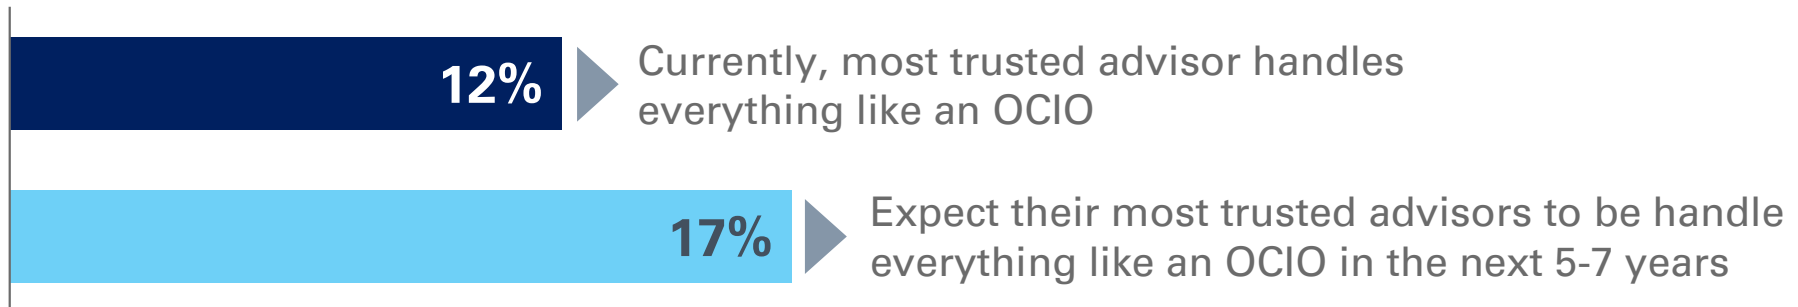 12%
Currently, most trusted advisor handles
everything like an OCIO
17%
Expect their most trusted advisors to be handle
everything like an OCIO in the next 5-7 years